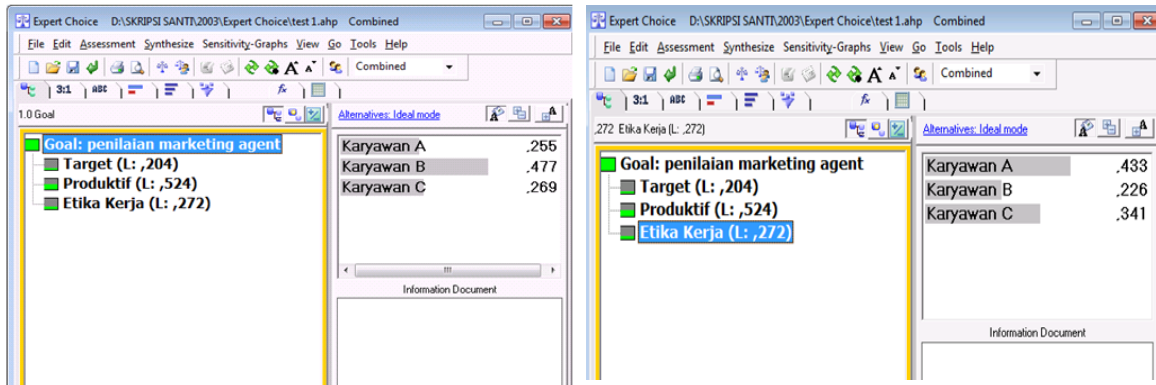 Expert Choice D:\SKRIPSI SANTI\2003\Expert Choice\test 1.ahp Combined
File Edit Assessment Synthesize Sensitivity-Graphs View Go Tools Help
Combined
3:1 ABC fx
1.0 Goal
Alternatives: Ideal mode
Goal: penilaian marketing agent
Target (L: ,204)
Produktif (L: ,524)
Etika Kerja (L: ,272)
Karyawan A ,255
Karyawan B ,477
Karyawan C ,269
Information Document
Expert Choice D:\SKRIPSI SANTI\2003\Expert Choice\test 1.ahp Combined
File Edit Assessment Synthesize Sensitivity-Graphs View Go Tools Help
Combined
3:1 ABC fx
,272 Etika Kerja (L: ,272)
Alternatives: Ideal mode
Goal: penilaian marketing agent
Target (L: ,204)
Produktif (L: ,524)
Etika Kerja (L: ,272)
Karyawan A ,433
Karyawan B ,226
Karyawan C ,341
Information Document